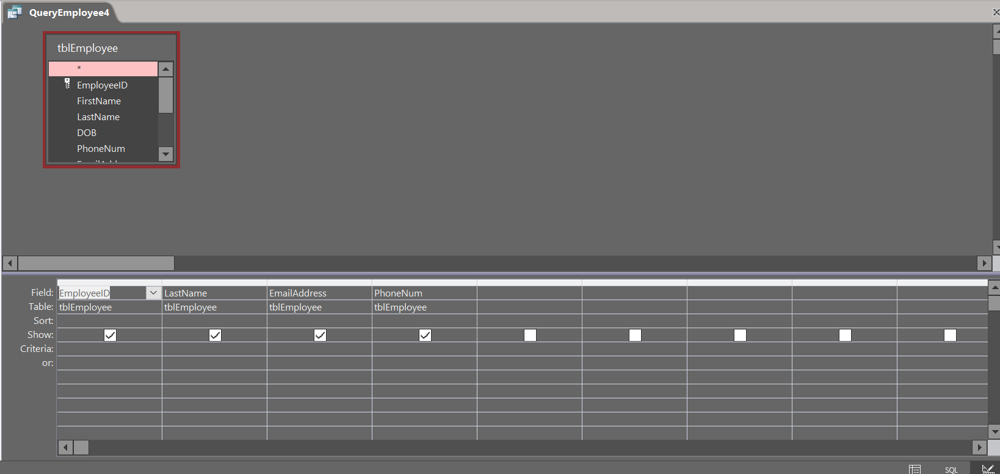 QueryEmployee4
tblEmployee
*
EmployeeID
FirstName
LastName
DOB
PhoneNum
Field: EmployeeID LastName EmailAddress PhoneNum
Table: tblEmployee tblEmployee tblEmployee tblEmployee
Sort:
Show:
Criteria:
or:
SQL